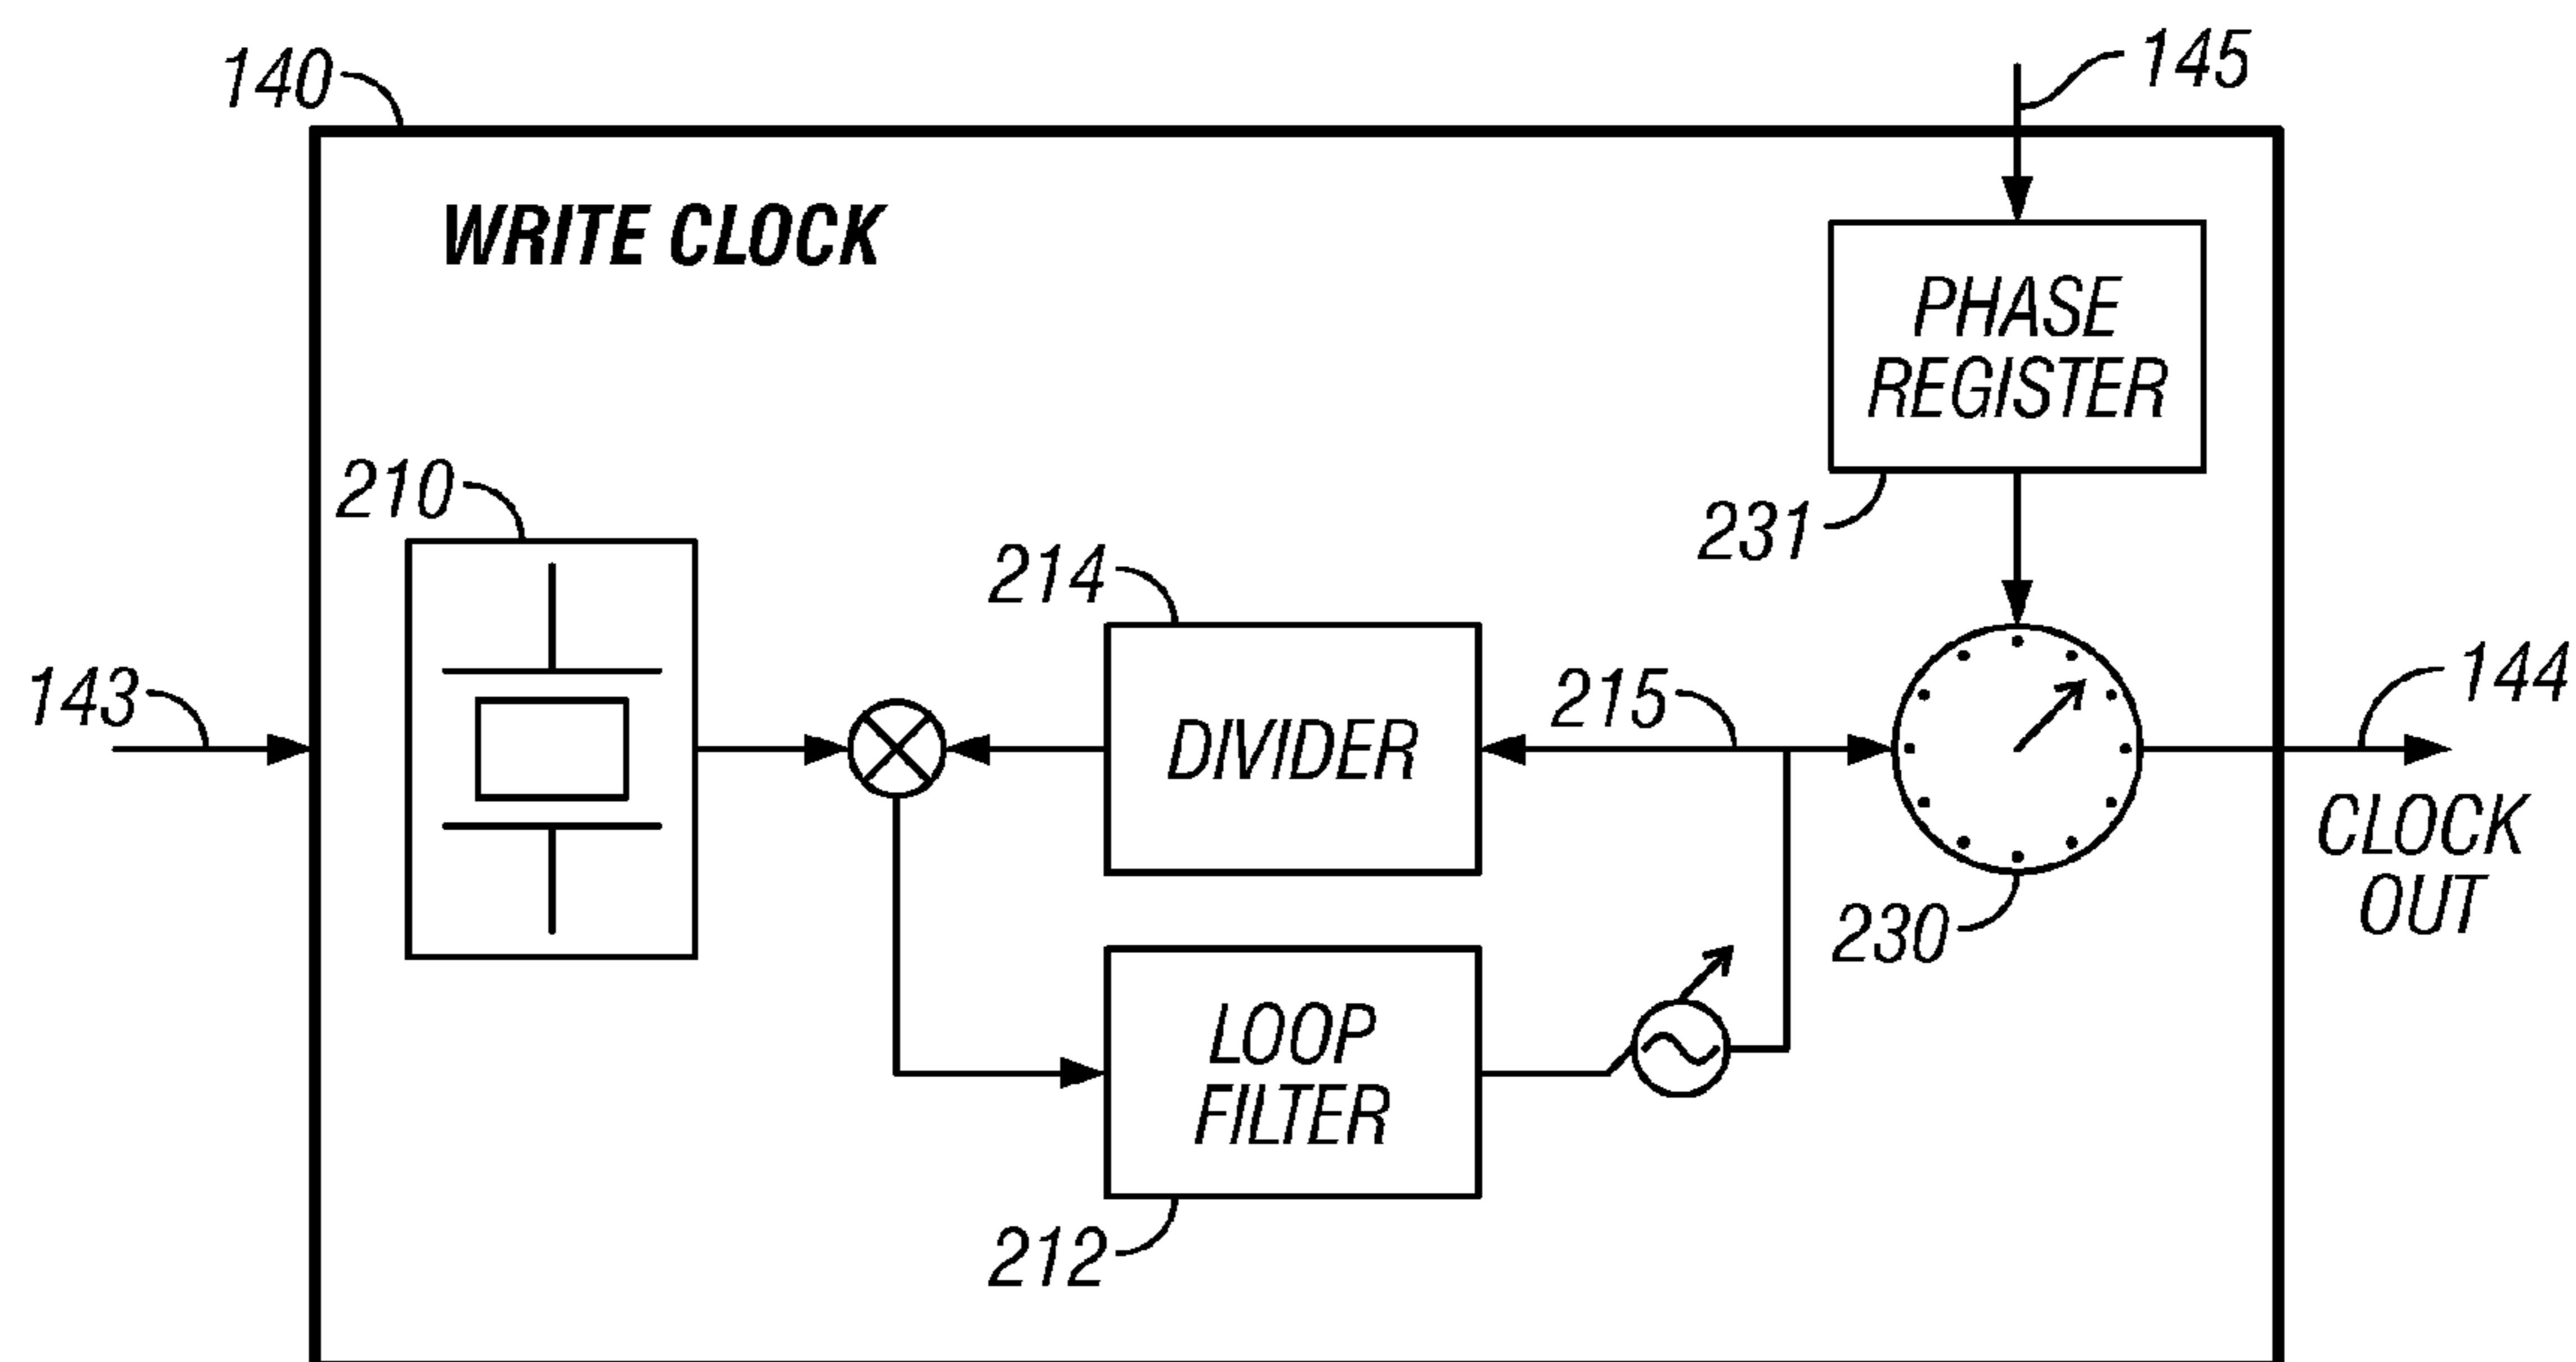 140
145
WRITE CLOCK
PHASE
REGISTER
210
231
214
143
215
144
DIVIDER
CLOCK
OUT
230
LOOP
FILTER
212